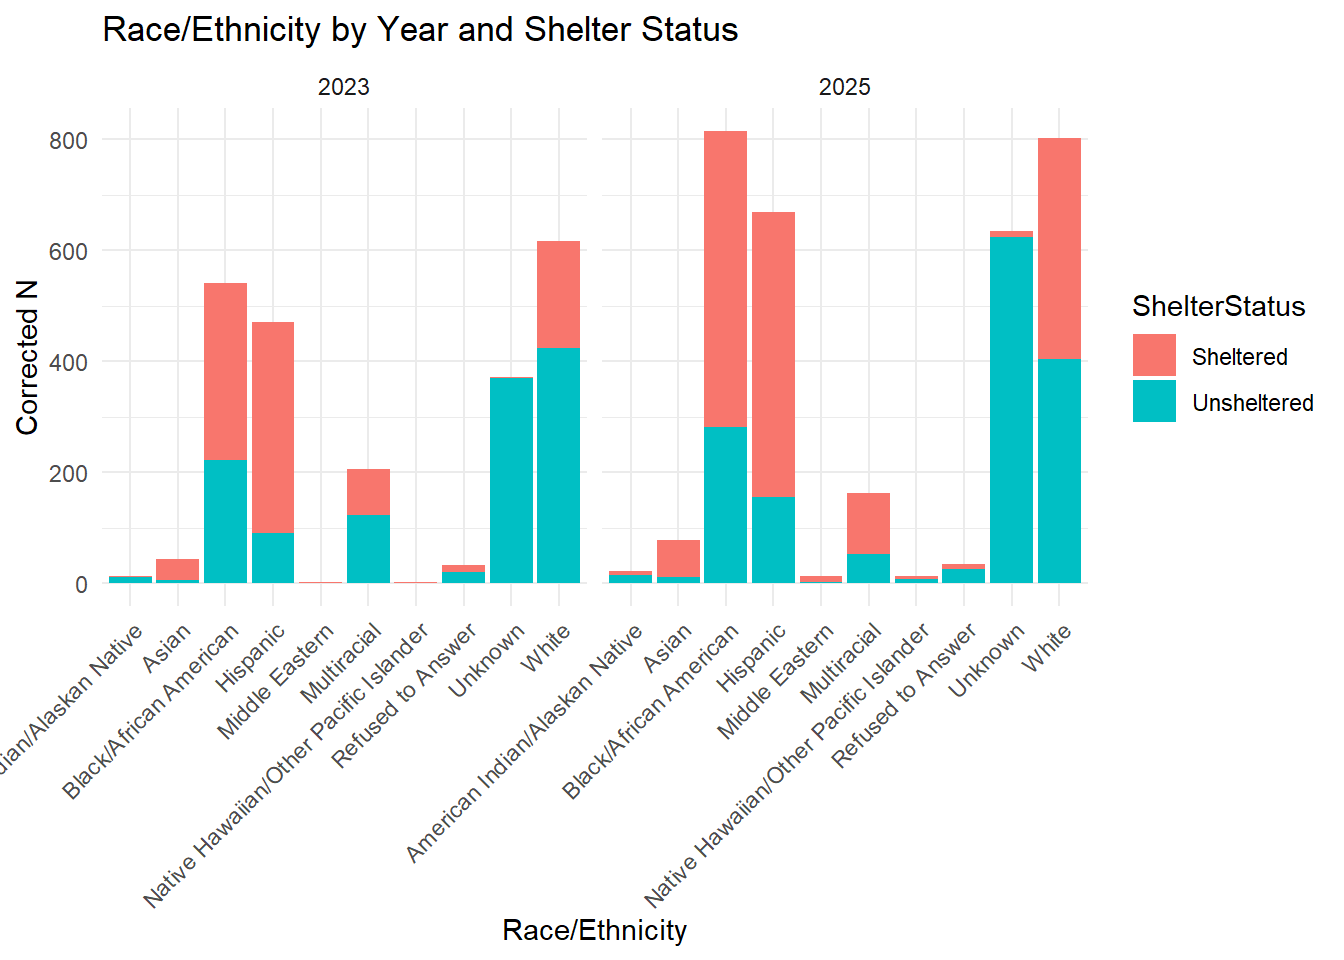 Race/Ethnicity by Year and Shelter Status
2023
2025
Corrected N
800
600
400
200
0
ShelterStatus
Sheltered
Unsheltered
/Alaskan Native
Asian
Black/African American
Hispanic
Middle Eastern
Multiracial
Native Hawaiian/Other Pacific Islander
Refused to Answer
Unknown
White
American Indian/Alaskan Native
Asian
Black/African American
Hispanic
Middle Eastern
Multiracial
Native Hawaiian/Other Pacific Islander
Refused to Answer
Unknown
White
Race/Ethnicity